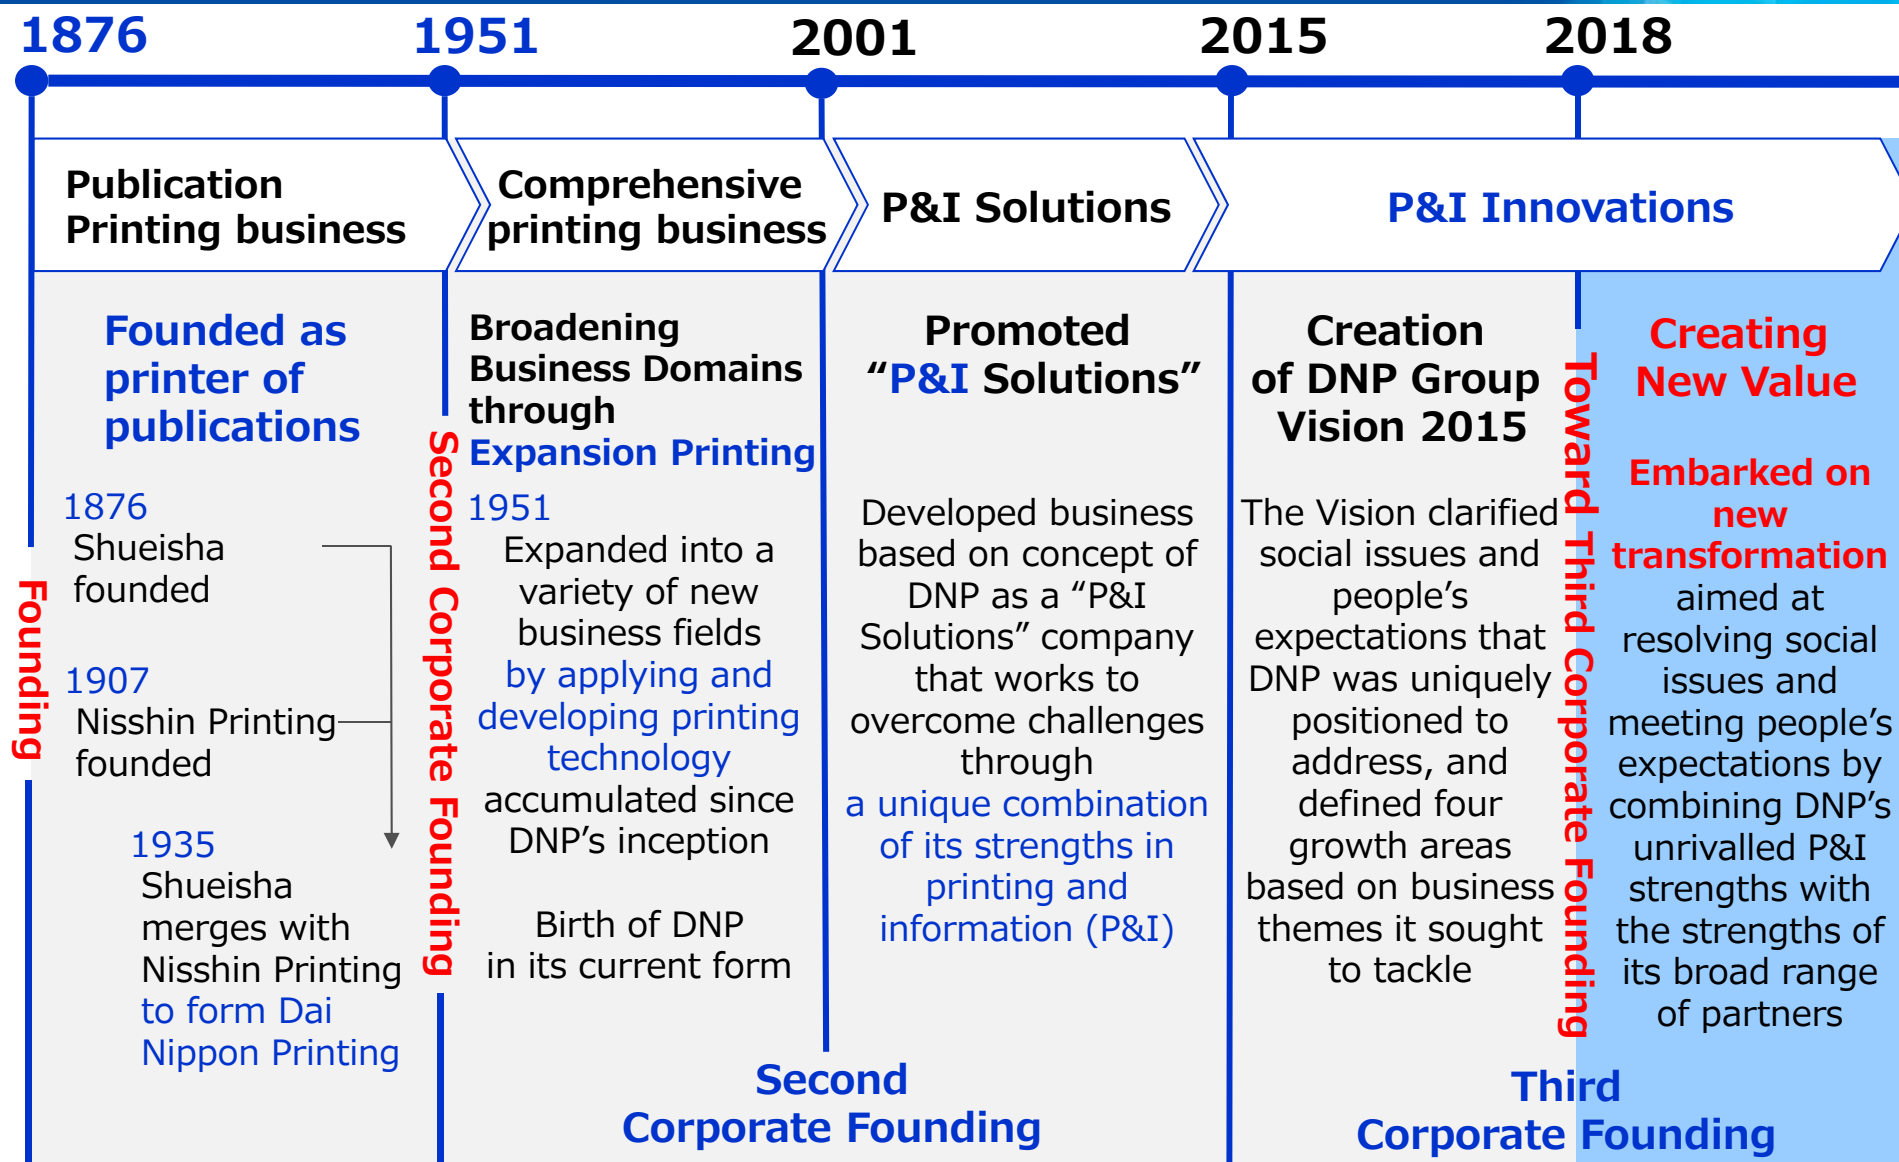 1876
1951
2001
2015
2018
Publication
Printing business
Comprehensive
printing business
P&I Solutions
P&I Innovations
Founding
Founded as
printer of
publications
1876
Shueisha
founded
1907
Nisshin Printing
founded
1935
Shueisha
merges with
Nisshin Printing
to form Dai
Nippon Printing
Second Corporate Founding
Broadening
Business Domains
through
Expansion Printing
1951
Expanded into a
variety of new
business fields
by applying and
developing printing
technology
accumulated since
DNP’s inception
Birth of DNP
in its current form
Promoted
“P&I Solutions”
Developed business
based on concept of
DNP as a “P&I
Solutions” company
that works to
overcome challenges
through
a unique combination
of its strengths in
printing and
information (P&I)
Second
Corporate Founding
Creation
of DNP Group
Vision 2015
The Vision clarified
social issues and
people’s
expectations that
DNP was uniquely
positioned to
address, and
defined four
growth areas
based on business
themes it sought
to tackle
Toward Third Corporate Founding
Creating
New Value
Embarked on
new
transformation
aimed at
resolving social
issues and
meeting people’s
expectations by
combining DNP’s
unrivalled P&I
strengths with
the strengths of
its broad range
of partners
Third
Corporate Founding